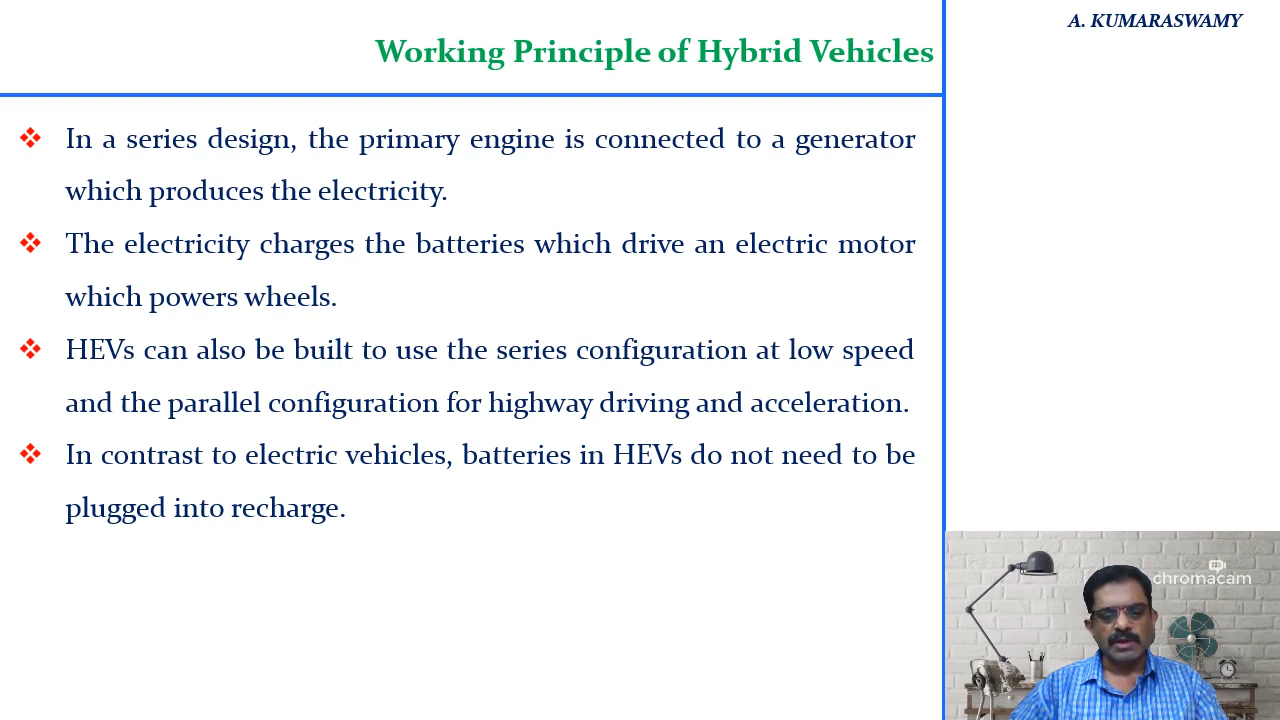 A. KUMARASWAMY
Working Principle of Hybrid Vehicles
❖ In a series design, the primary engine is connected to a generator
which produces the electricity.
❖ The electricity charges the batteries which drive an electric motor
which powers wheels.
❖ HEVs can also be built to use the series configuration at low speed
and the parallel configuration for highway driving and acceleration.
❖ In contrast to electric vehicles, batteries in HEVs do not need to be
plugged into recharge.
chromacam